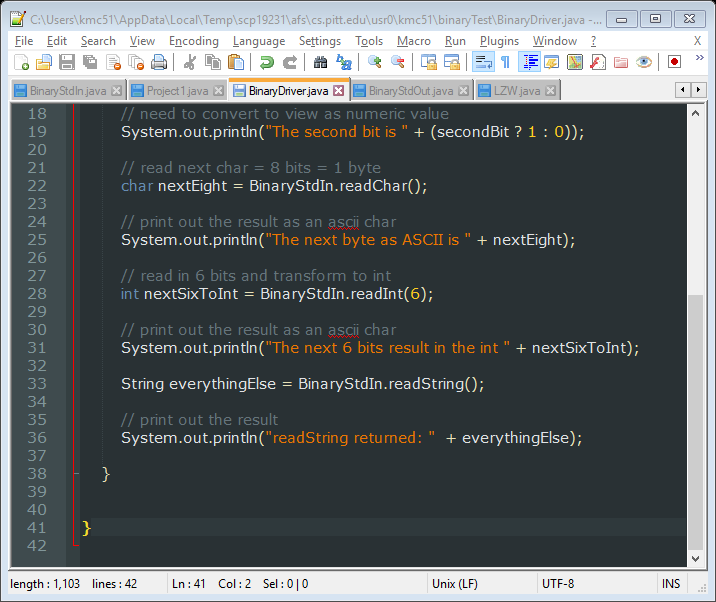 C:\Users\kmc51\AppData\Local\Temp\scp19231\afs\cs.pitt.edu\usr0\kmc51\binaryTest\BinaryDriver.java -...
File Edit Search View Encoding Language Settings Tools Macro Run Plugins Window ? X
BinaryStdIn.java Project1.java BinaryDriver.java BinaryStdOut.java LZW.java
18 // need to convert to view as numeric value
19 System.out.println("The second bit is " + (secondBit ? 1 : 0));
20
21 // read next char = 8 bits = 1 byte
22 char nextEight = BinaryStdIn.readChar();
23
24 // print out the result as an ascii char
25 System.out.println("The next byte as ASCII is " + nextEight);
26
27 // read in 6 bits and transform to int
28 int nextSixToInt = BinaryStdIn.readInt(6);
29
30 // print out the result as an ascii char
31 System.out.println("The next 6 bits result in the int " + nextSixToInt);
32
33 String everythingElse = BinaryStdIn.readString();
34
35 // print out the result
36 System.out.println("readString returned: "  + everythingElse);
37
38 }
39
40
41 }
42
length : 1,103 lines : 42 Ln : 41 Col : 2 Sel : 0 | 0 Unix (LF) UTF-8 INS